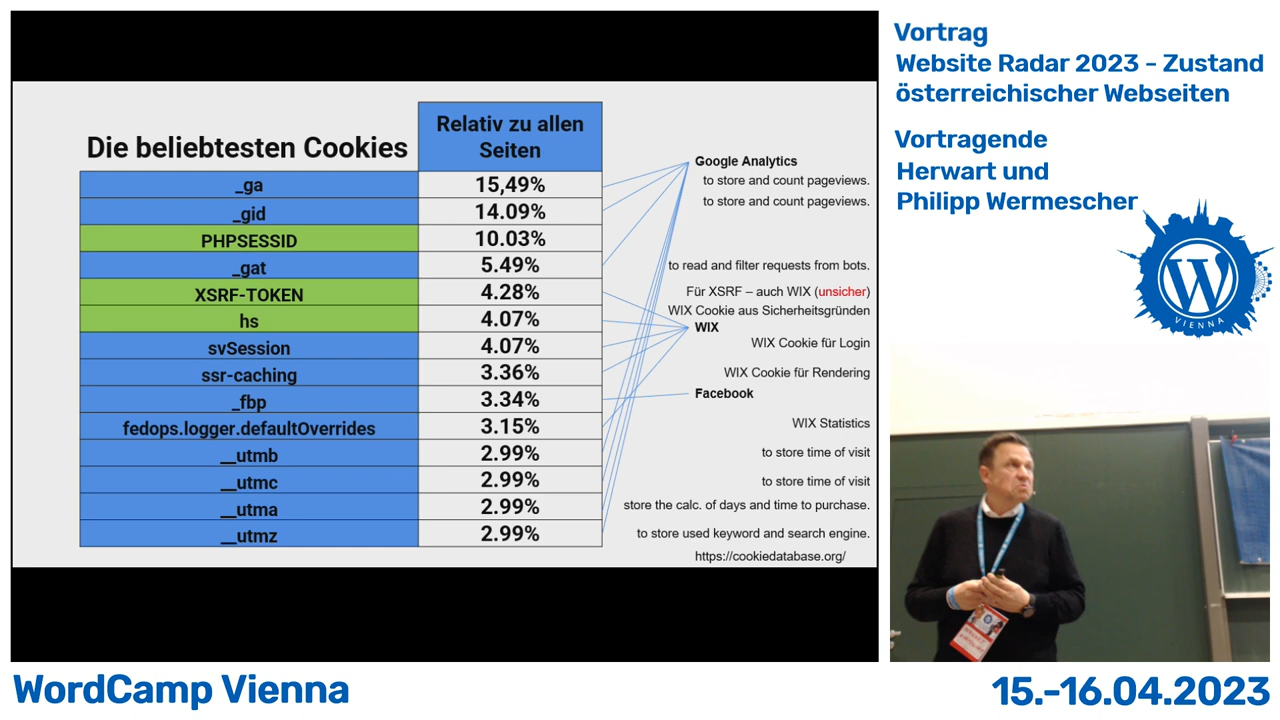 Die beliebtesten Cookies
Relativ zu allen
Seiten
_ga 15,49%
_gid 14.09%
PHPSESSID 10.03%
_gat 5.49%
XSRF-TOKEN 4.28%
hs 4.07%
svSession 4.07%
ssr-caching 3.36%
_fbp 3.34%
fedops.logger.defaultOverrides 3.15%
__utmb 2.99%
__utmc 2.99%
__utma 2.99%
__utmz 2.99%
Google Analytics
to store and count pageviews.
to store and count pageviews.
to read and filter requests from bots.
Für XSRF – auch WIX (unsicher)
WIX Cookie aus Sicherheitsgründen
WIX
WIX Cookie für Login
WIX Cookie für Rendering
Facebook
WIX Statistics
to store time of visit
to store time of visit
store the calc. of days and time to purchase.
to store used keyword and search engine.
https://cookiedatabase.org/
Vortrag
Website Radar 2023 - Zustand
österreichischer Webseiten
Vortragende
Herwart und
Philipp Wermescher
W
VIENNA
WordCamp Vienna
15.-16.04.2023